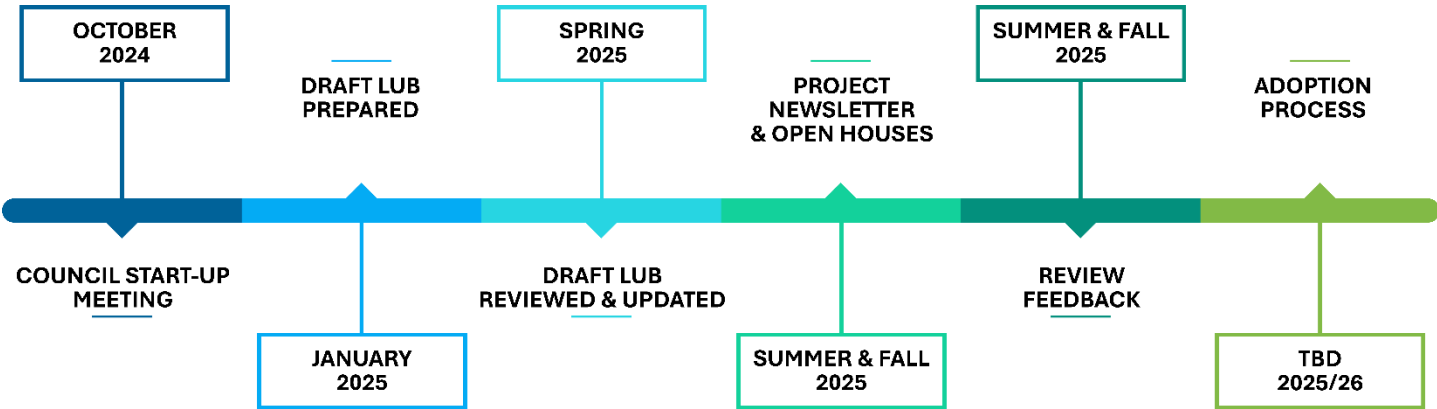 OCTOBER
2024
COUNCIL START-UP
MEETING
DRAFT LUB
PREPARED
JANUARY
2025
SPRING
2025
DRAFT LUB
REVIEWED & UPDATED
PROJECT
NEWSLETTER
& OPEN HOUSES
SUMMER & FALL
2025
SUMMER & FALL
2025
REVIEW
FEEDBACK
ADOPTION
PROCESS
TBD
2025/26